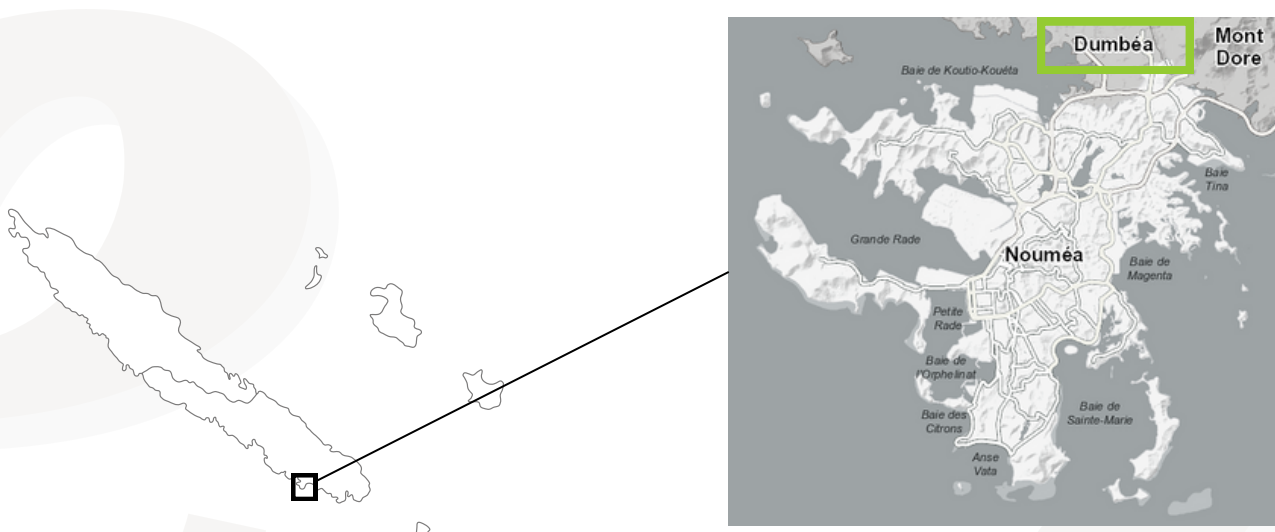 Dumbéa
Mont
Dore
Baie de Koutio-Kouéta
Baie
Tina
Grande Rade
Nouméa
Baie de
Magenta
Petite
Rade
Baie de
l'Orphelinat
Baie des
Citrons
Baie de
Sainte-Marie
Anse
Vata